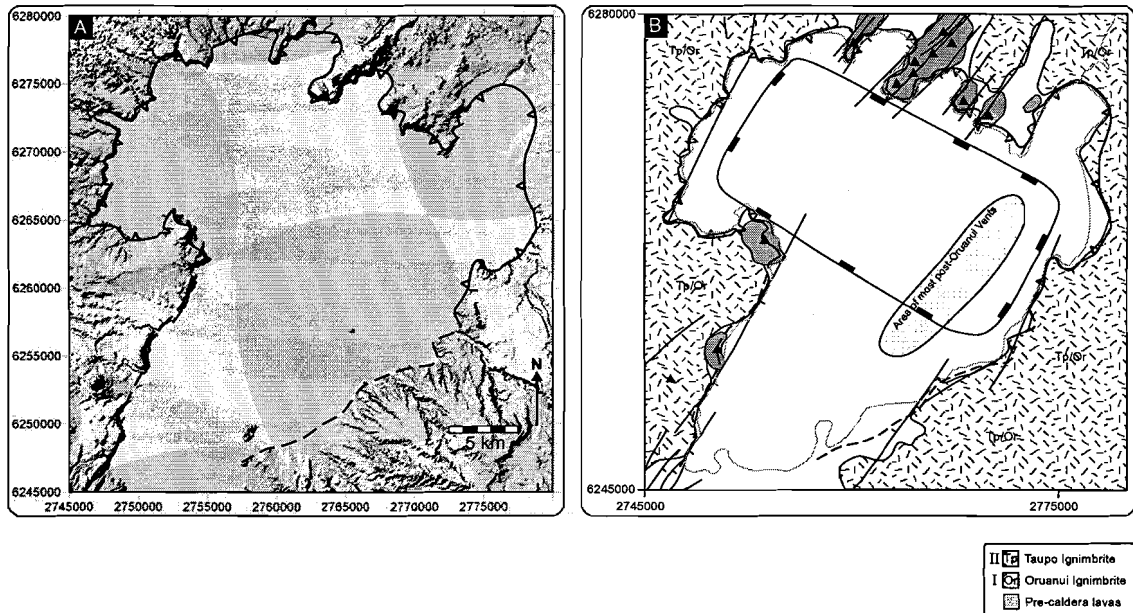 A
6280000
6275000
6270000
6265000
6260000
6255000
6250000
6245000
2745000 2750000 2755000 2760000 2765000 2770000 2775000
N
5 km
B
6280000
6245000
2745000 2775000
Tp/Or
Tp/Or
Tp/Or
Tp/Or
Tp/Or
Area of most post-Oruanui Vents
II Tp Taupo Ignimbrite
I Or Oruanui Ignimbrite
Pre-caldera lavas